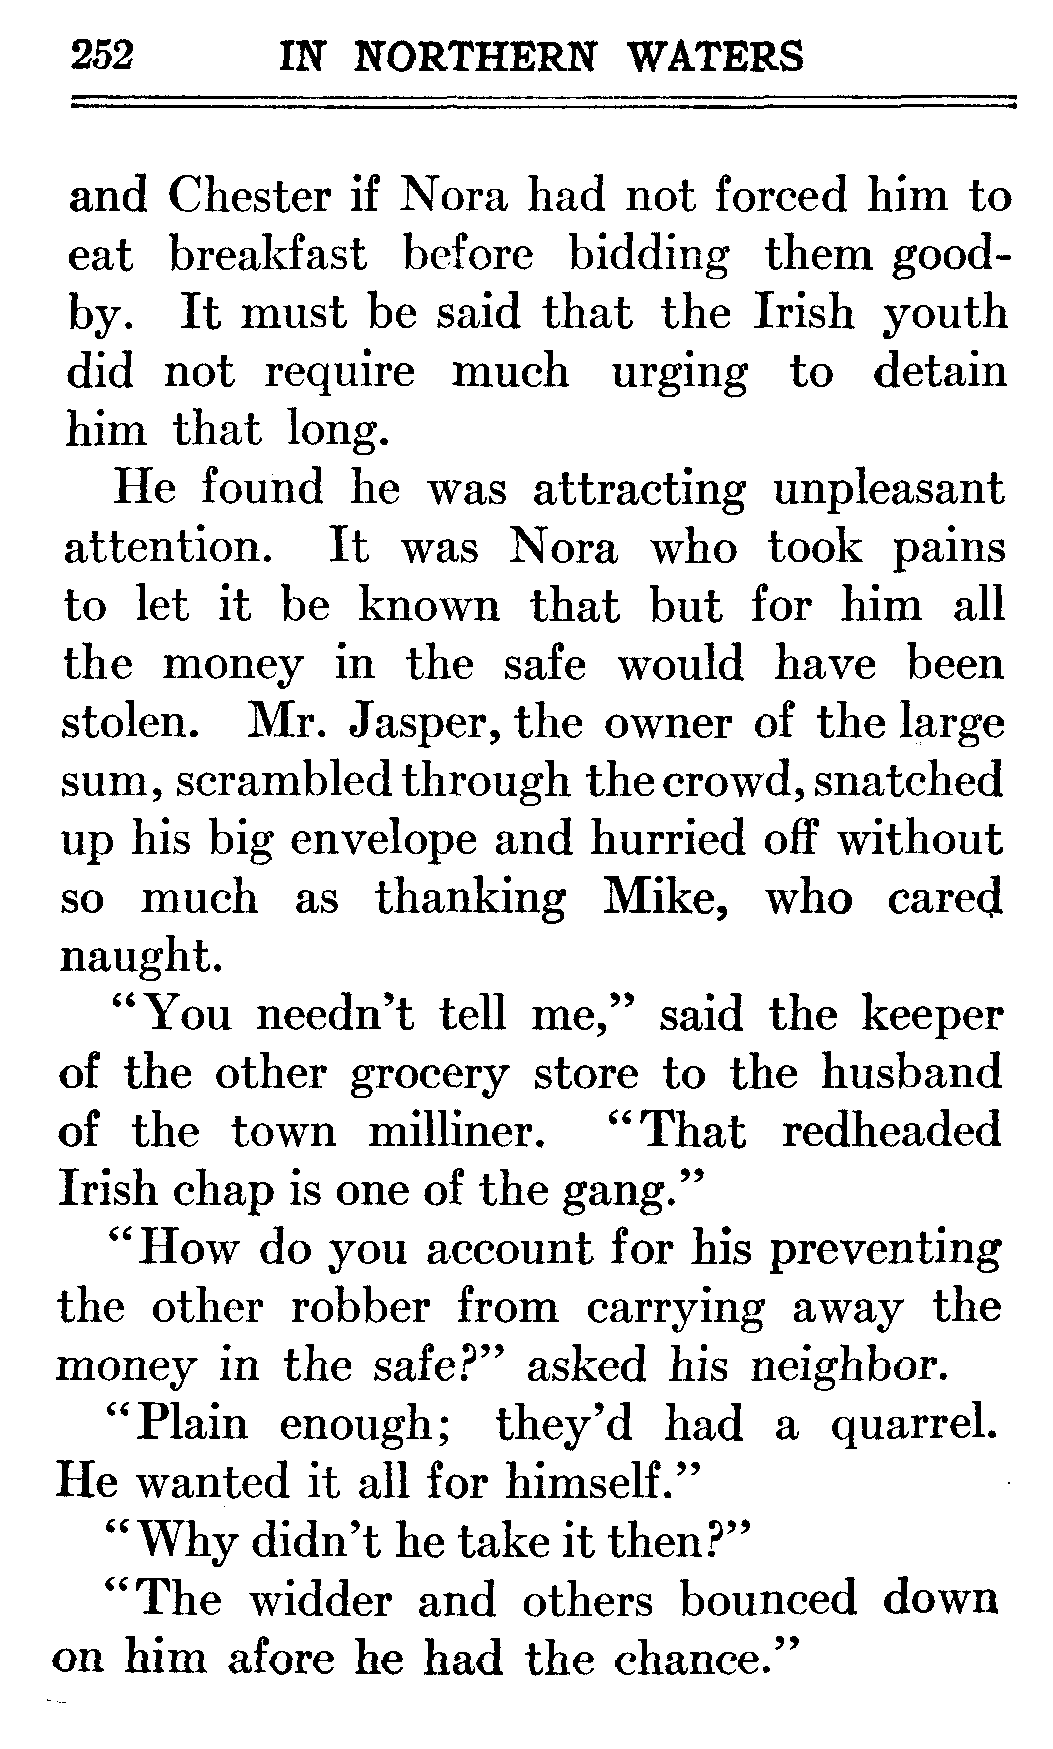 252 IN NORTHERN WATERS
and Chester if Nora had not forced him to
eat breakfast before bidding them good-
by. It must be said that the Irish youth
did not require much urging to detain
him that long.
He found he was attracting unpleasant
attention. It was Nora who took pains
to let it be known that but for him all
the money in the safe would have been
stolen. Mr. Jasper, the owner of the large
sum, scrambled through the crowd, snatched
up his big envelope and hurried off without
so much as thanking Mike, who cared
naught.
"You needn't tell me," said the keeper
of the other grocery store to the husband
of the town milliner. "That redheaded
Irish chap is one of the gang."
"How do you account for his preventing
the other robber from carrying away the
money in the safe?" asked his neighbor.
"Plain enough; they'd had a quarrel.
He wanted it all for himself."
"Why didn't he take it then?"
"The widder and others bounced down
on him afore he had the chance."